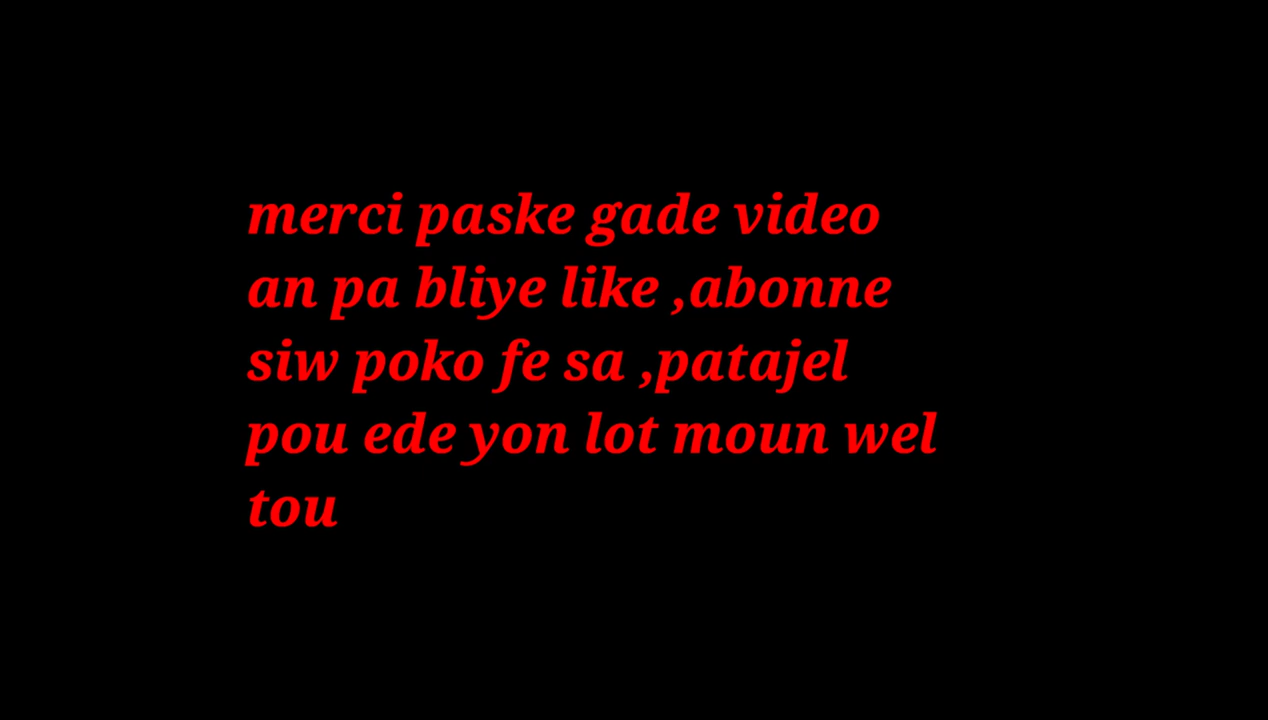 merci paske gade video
an pa bliye like ,abonne
siw poko fe sa ,patajel
pou ede yon lot moun wel
tou